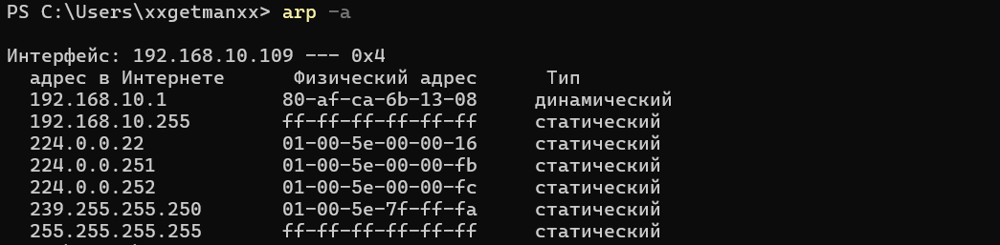 PS C:\Users\xxgetmanxx> arp -a
Интерфейс: 192.168.10.109 --- 0x4
адрес в Интернете Физический адрес Тип
192.168.10.1 80-af-ca-6b-13-08 динамический
192.168.10.255 ff-ff-ff-ff-ff-ff статический
224.0.0.22 01-00-5e-00-00-16 статический
224.0.0.251 01-00-5e-00-00-fb статический
224.0.0.252 01-00-5e-00-00-fc статический
239.255.255.250 01-00-5e-7f-ff-fa статический
255.255.255.255 ff-ff-ff-ff-ff-ff статический